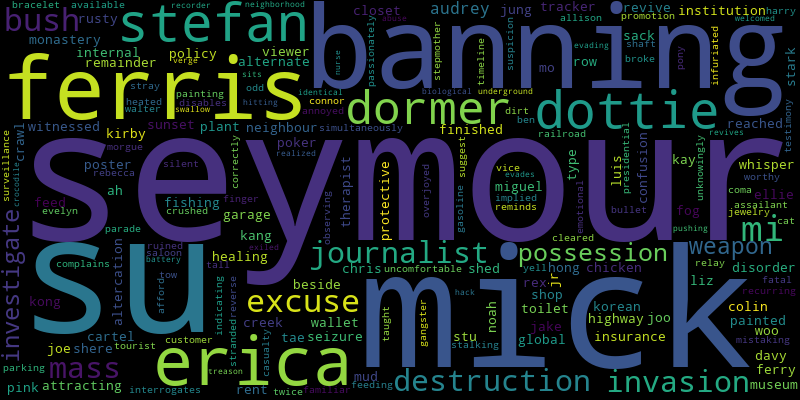 bracelet available recorder neighborhood
bush rusty stefan closet audrey jung tracker allison revive promotion institution harry welcomed
monastery internal policy viewer
remainder verge alternate
stray sits odd painting
ferris banning
passionately nurse stepmother timeline suspicion evading mo row sack shaft broke infuriated pony stark
heated disables connor identical hitting underground biological abuse
walter swallow annoyed dormer dirt ben dottie
witnessed sunset plant neighbour simultaneously finished railroad reached testimony
surveillance crawl crocodile kirby poker
poster morgue silent realized correctly suggest type luis presidential confusion kay whisper revives
rebecca vice unknowingly worthy
seymour
ah feed finger fishing therapist protective overjoyed gasoline implied miguel emotional coma ellie
evelyn crushed garage observing reminds bullet fog jewelry assailant cat
parade kang cleared pushing mi
investigate ruined saloon healing journalist possession weapon relay
complains battery tall chris uncomfortable shed yell hong chicken liz disorder fatal
altercation su indicating stranded reverse casualty exiled beside rex jr toilet global recurring
kong afford row excuse wallet hack shop korean highway joo colin
cartel creek seizure taught gangster stu noah jake insurance painted mistaking
joe shere tourist customer tae stalking mick woo davy
parking mass erica mud destruction invasion ferry
pink attracting interrogates treason rent twice familiar feeding museum